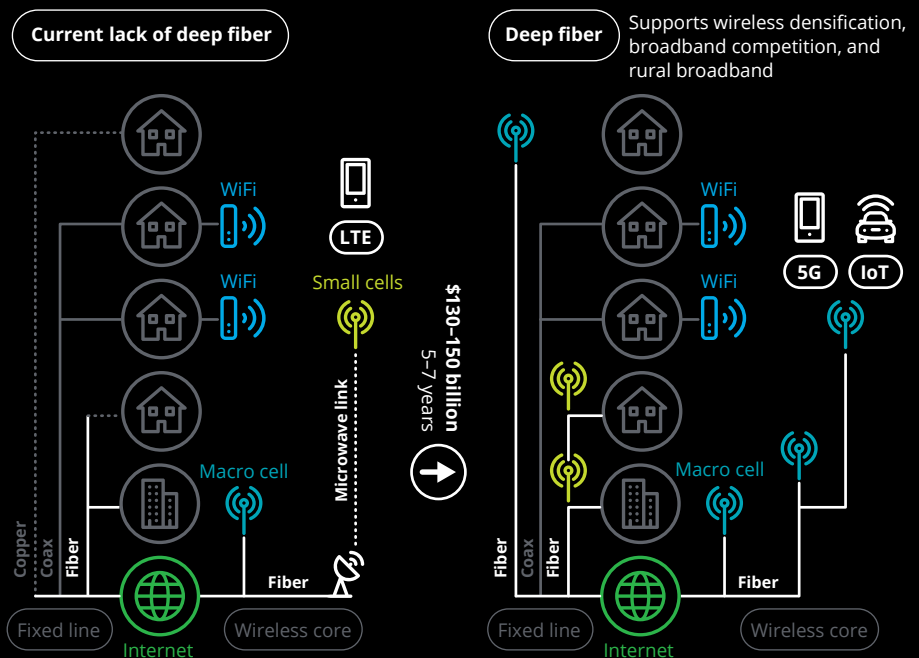 Current lack of deep fiber
WiFi
LTE
WiFi
Small cells
Microwave link
Macro cell
Copper
Coax
Fiber
Fiber
Fixed line
Internet
Wireless core
$130–150 billion
5–7 years
Deep fiber
Supports wireless densification,
broadband competition, and
rural broadband
WiFi
5G
IoT
WiFi
Macro cell
Fiber
Coax
Fiber
Fiber
Fixed line
Internet
Wireless core